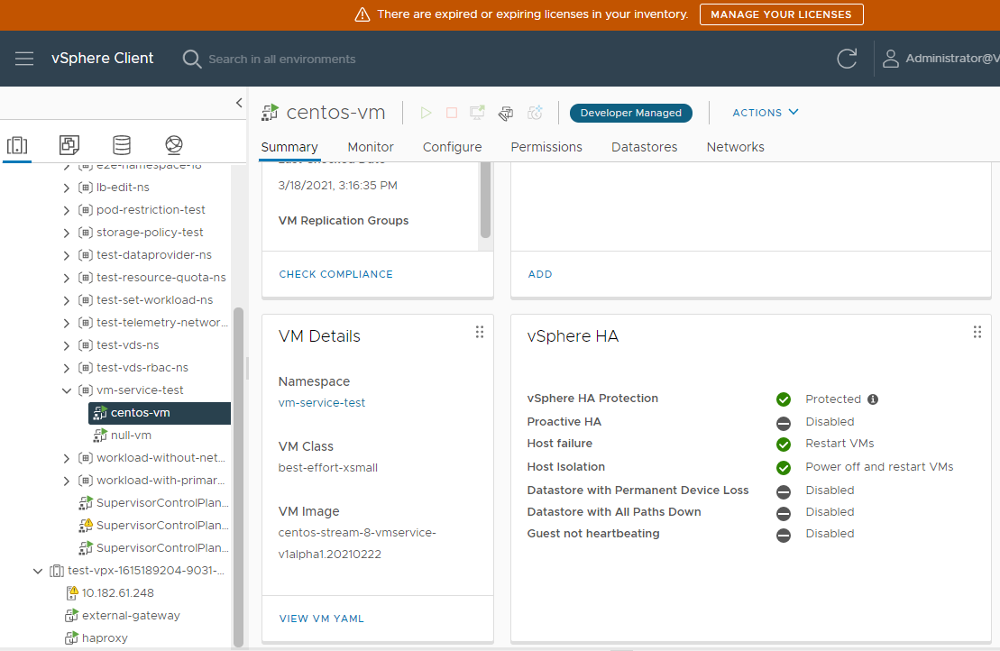 There are expired or expiring licenses in your inventory. MANAGE YOUR LICENSES
vSphere Client
Search in all environments
Administrator@V
centos-vm
Developer Managed
ACTIONS
Summary Monitor Configure Permissions Datastores Networks
e2e-namespace-18
lb-edit-ns
pod-restriction-test
storage-policy-test
test-dataprovider-ns
test-resource-quota-ns
test-set-workload-ns
test-telemetry-networ...
test-vds-ns
test-vds-rbac-ns
vm-service-test
centos-vm
null-vm
workload-without-net...
workload-with-primar...
SupervisorControlPlan...
SupervisorControlPlan...
SupervisorControlPlan...
test-vpx-1615189204-9031-...
10.182.61.248
external-gateway
haproxy
Last Checked Date
3/18/2021, 3:16:35 PM
VM Replication Groups
CHECK COMPLIANCE
ADD
VM Details
Namespace
vm-service-test
VM Class
best-effort-xsmall
VM Image
centos-stream-8-vmservice-
v1alpha1.20210222
VIEW VM YAML
vSphere HA
vSphere HA Protection Protected
Proactive HA Disabled
Host failure Restart VMs
Host Isolation Power off and restart VMs
Datastore with Permanent Device Loss Disabled
Datastore with All Paths Down Disabled
Guest not heartbeating Disabled